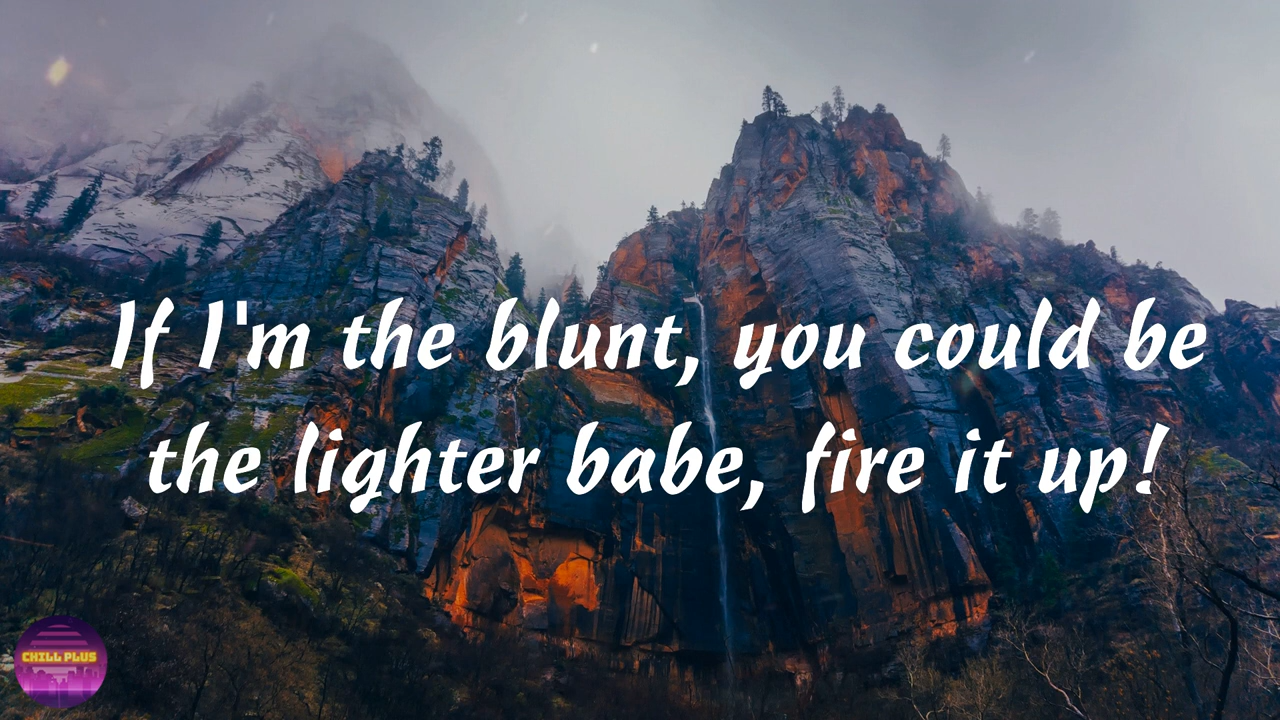 If I'm the blunt, you could be
the lighter babe, fire it up!
CHILL PLUS